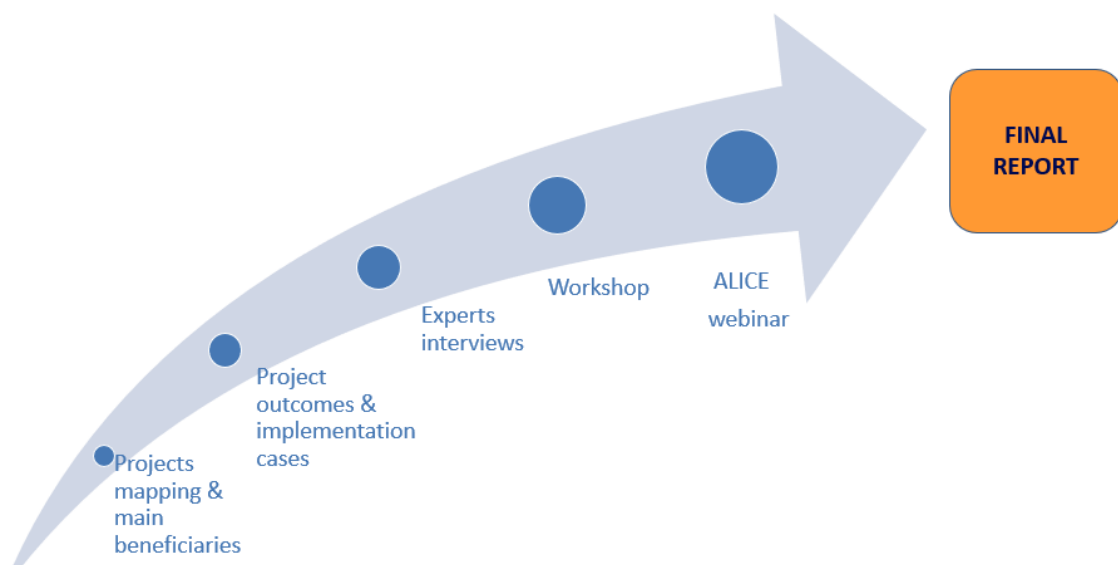 Projects
mapping &
main
beneficiaries
Project
outcomes &
implementation
cases
Experts
interviews
Workshop
ALICE
webinar
FINAL
REPORT